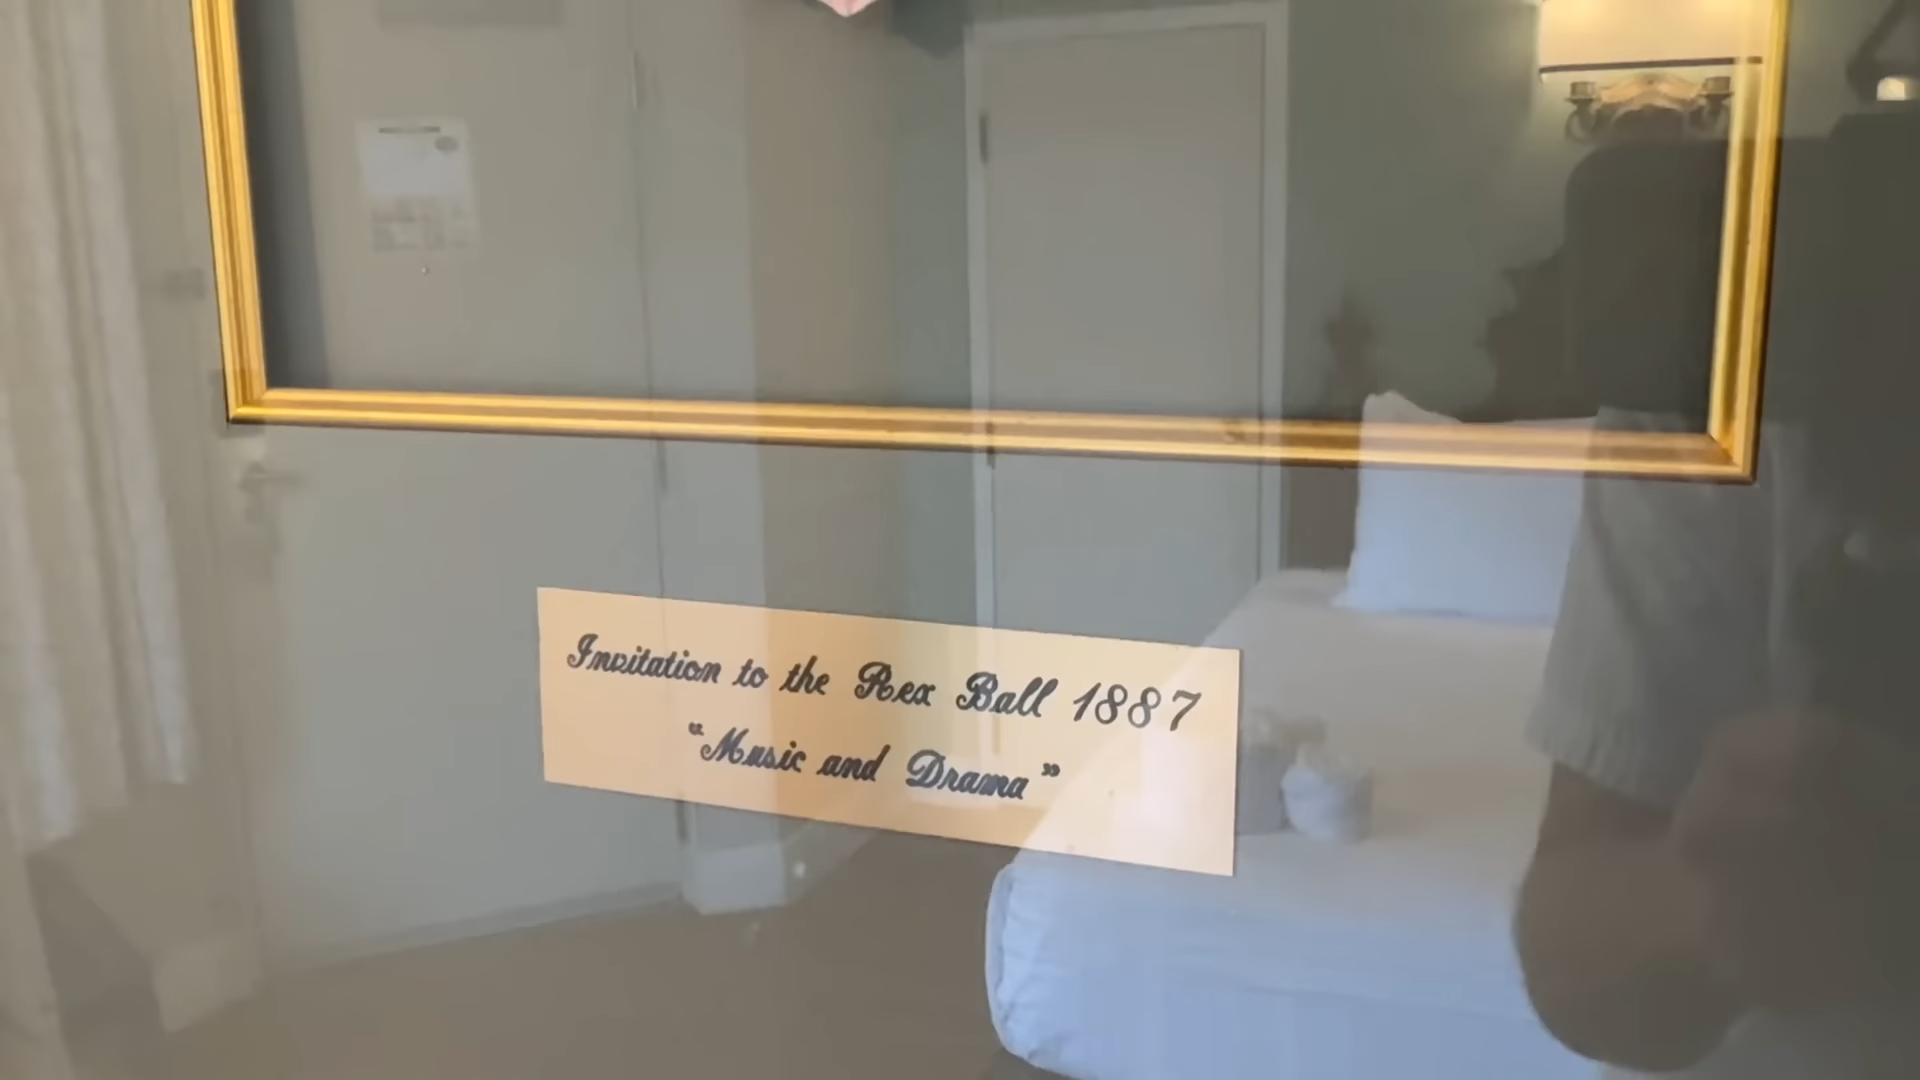 Invitation to the Rex Ball 1887
“Music and Drama”